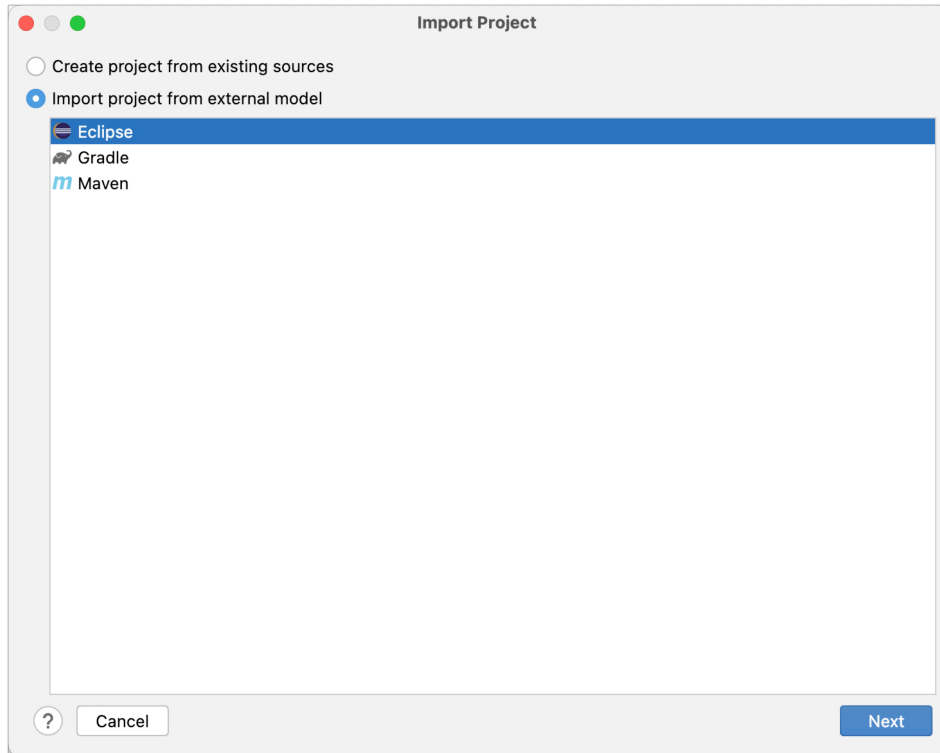 Import Project
Create project from existing sources
Import project from external model
Eclipse
Gradle
m Maven
? Cancel Next